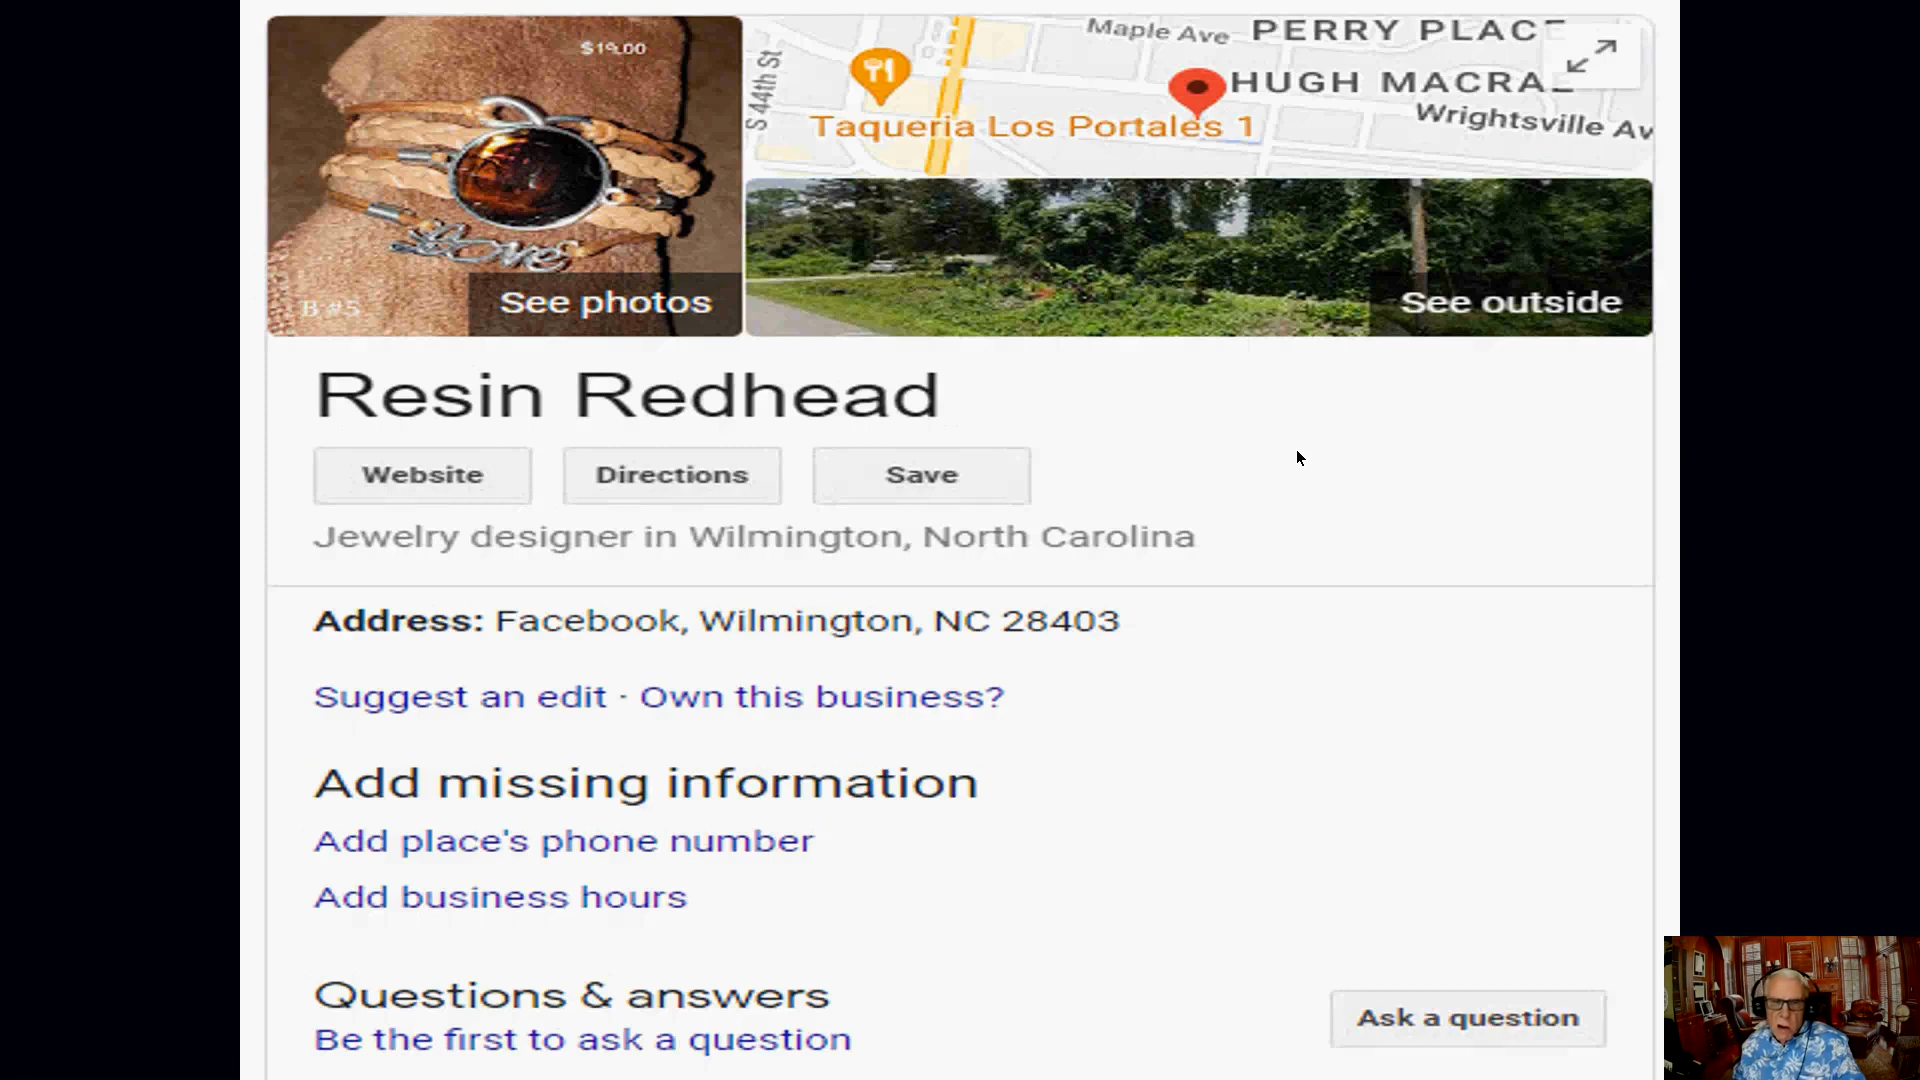 $19.00
B #5
See photos
Maple Ave
PERRY PLACE
S 44th St
HUGH MACRAE
Wrightsville Av
Taqueria Los Portales 1
See outside
Resin Redhead
Website
Directions
Save
Jewelry designer in Wilmington, North Carolina
Address: Facebook, Wilmington, NC 28403
Suggest an edit · Own this business?
Add missing information
Add place's phone number
Add business hours
Questions & answers
Ask a question
Be the first to ask a question